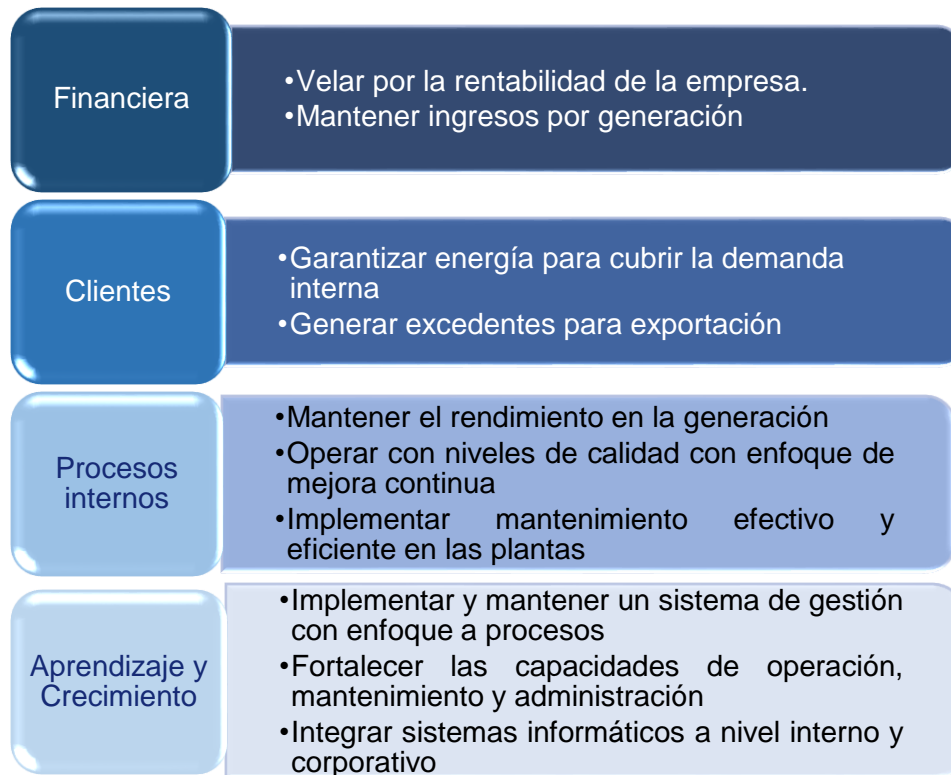 Financiera
•Velar por la rentabilidad de la empresa.
•Mantener ingresos por generación
Clientes
•Garantizar energía para cubrir la demanda
interna
•Generar excedentes para exportación
Procesos
internos
•Mantener el rendimiento en la generación
•Operar con niveles de calidad con enfoque de
mejora continua
•Implementar mantenimiento efectivo y
eficiente en las plantas
Aprendizaje y
Crecimiento
•Implementar y mantener un sistema de gestión
con enfoque a procesos
•Fortalecer las capacidades de operación,
mantenimiento y administración
•Integrar sistemas informáticos a nivel interno y
corporativo